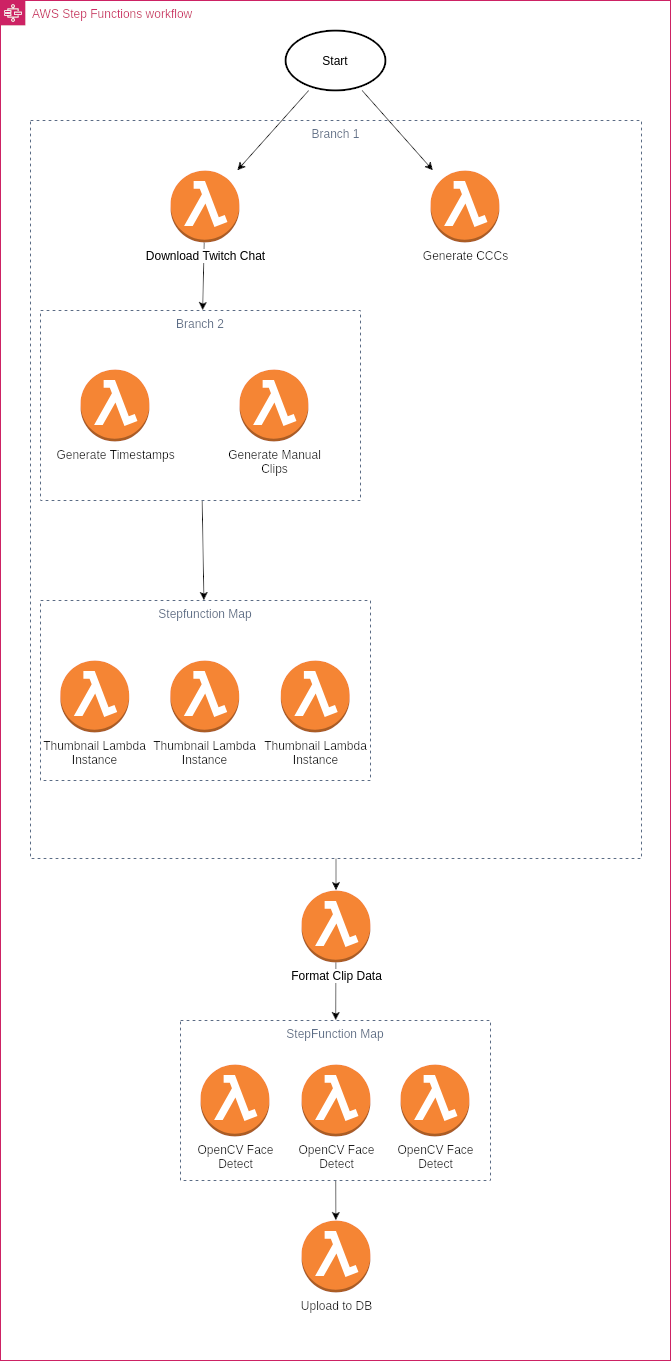 AWS Step Functions workflow
Start
Branch 1
Download Twitch Chat
Generate CCCs
Branch 2
Generate Timestamps
Generate Manual
Clips
Stepfunction Map
Thumbnail Lambda
Instance
Thumbnail Lambda
Instance
Thumbnail Lambda
Instance
Format Clip Data
StepFunction Map
OpenCV Face
Detect
OpenCV Face
Detect
OpenCV Face
Detect
Upload to DB